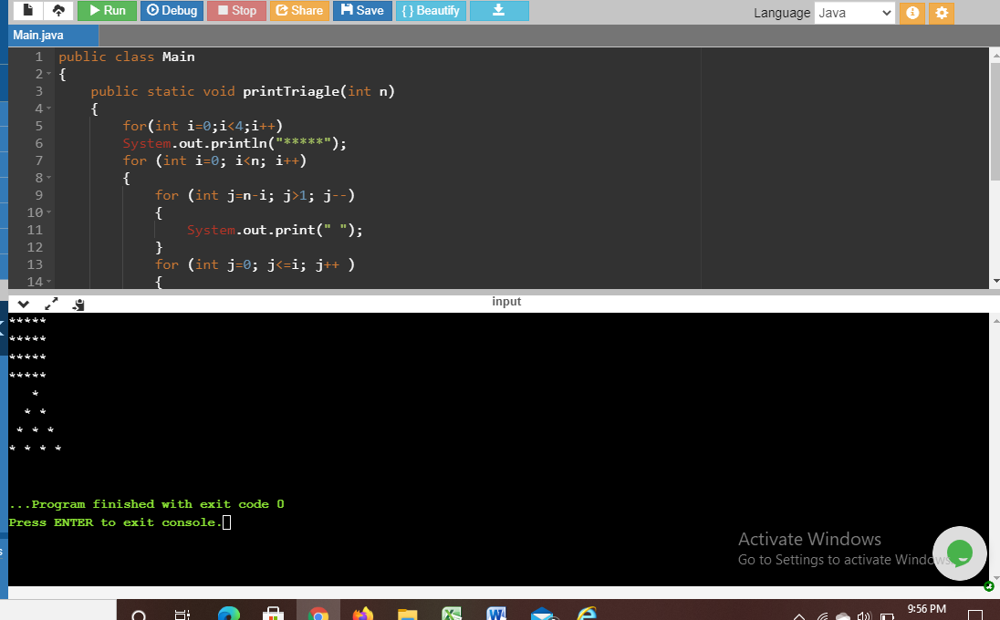 Run Debug Stop Share Save { } Beautify Language Java
Main.java
1 public class Main
2 {
3 public static void printTriagle(int n)
4 {
5 for(int i=0;i<4;i++)
6 System.out.println("*****");
7 for (int i=0; i<n; i++)
8 {
9 for (int j=n-i; j>1; j--)
10 {
11 System.out.print(" ");
12 }
13 for (int j=0; j<=i; j++ )
14 {
input
*****
*****
*****
*****
*
* *
* * *
* * * *
...Program finished with exit code 0
Press ENTER to exit console.
Activate Windows
Go to Settings to activate Windows.
9:56 PM